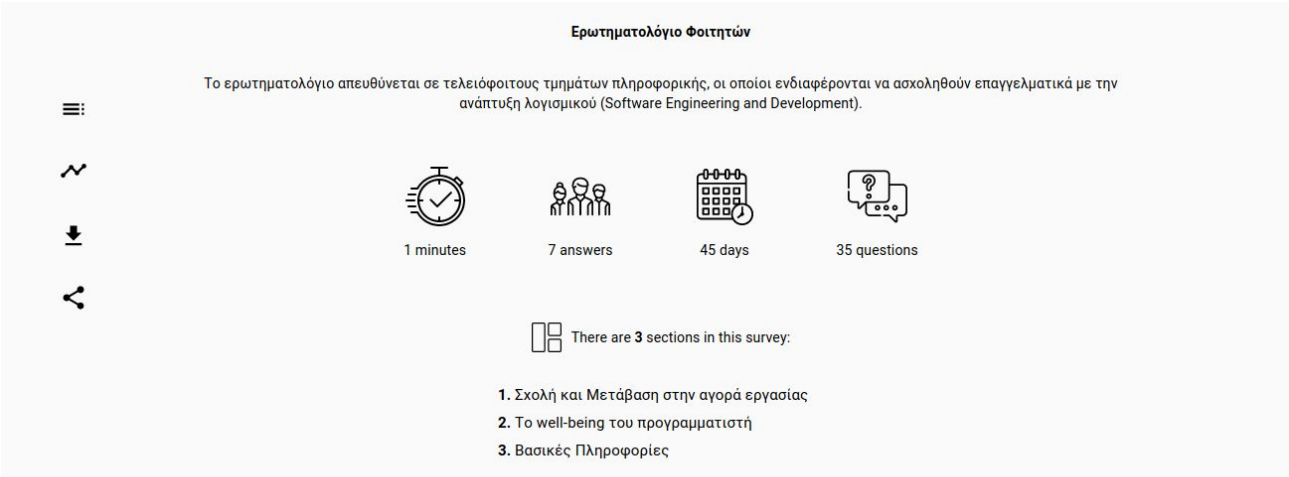 Ερωτηματολόγιο Φοιτητών
Το ερωτηματολόγιο απευθύνεται σε τελειόφοιτους τμημάτων πληροφορικής, οι οποίοι ενδιαφέρονται να ασχοληθούν επαγγελματικά με την
ανάπτυξη λογισμικού (Software Engineering and Development).
1 minutes
7 answers
45 days
35 questions
There are 3 sections in this survey:
1. Σχολή και Μετάβαση στην αγορά εργασίας
2. Το well-being του προγραμματιστή
3. Βασικές Πληροφορίες